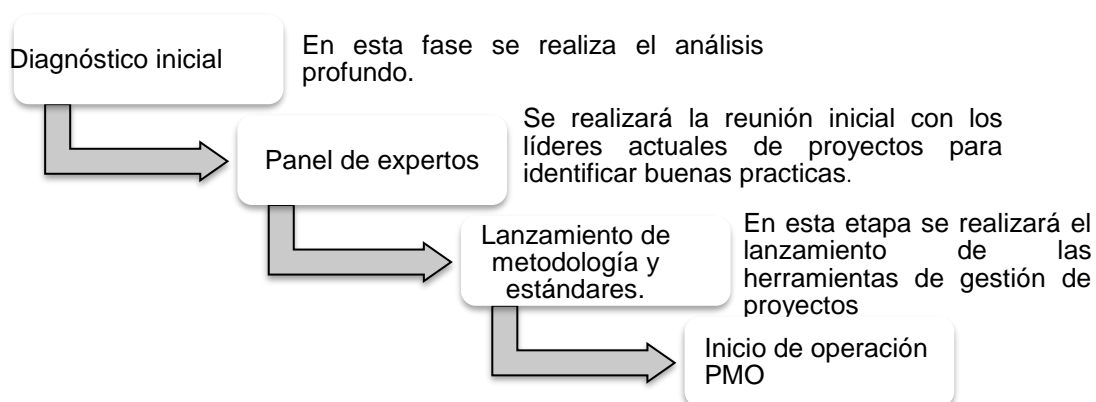 Diagnóstico inicial
En esta fase se realiza el análisis
profundo.
Panel de expertos
Se realizará la reunión inicial con los
líderes actuales de proyectos para
identificar buenas practicas.
Lanzamiento de
metodología y
estándares.
En esta etapa se realizará el
lanzamiento de las
herramientas de gestión de
proyectos
Inicio de operación
PMO